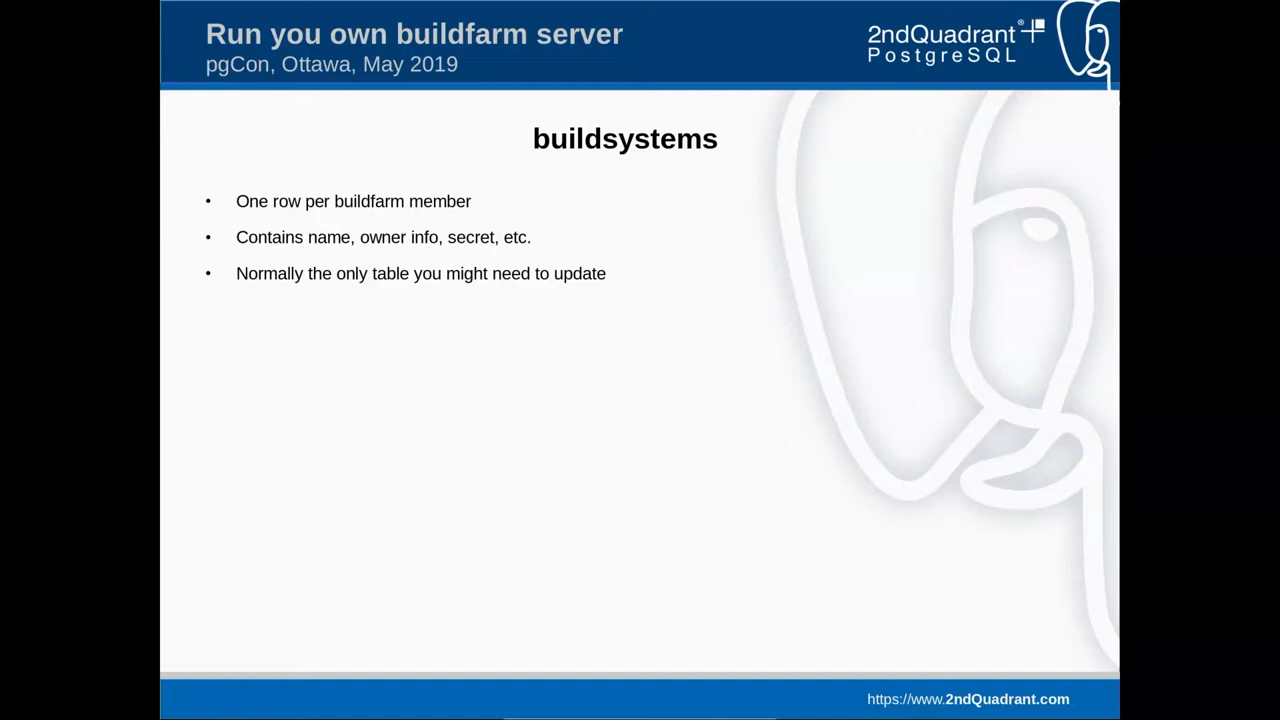 Run you own buildfarm server
pgCon, Ottawa, May 2019
2ndQuadrant®
PostgreSQL
buildsystems
• One row per buildfarm member
• Contains name, owner info, secret, etc.
• Normally the only table you might need to update
https://www.2ndQuadrant.com